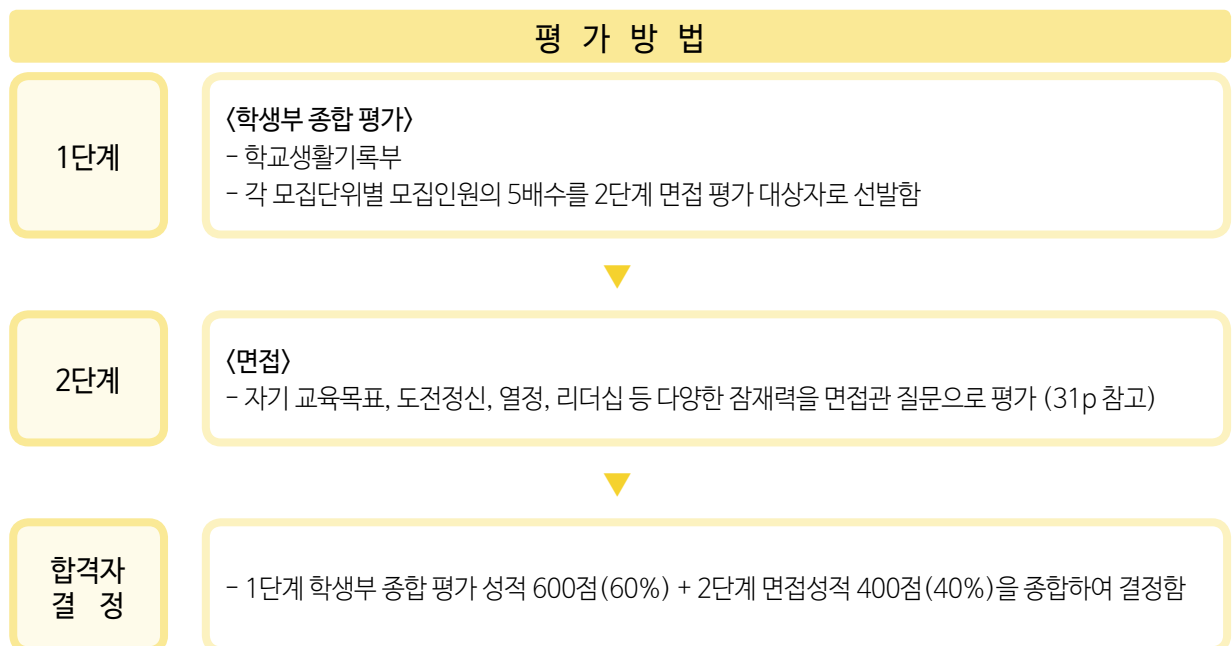 평 가 방 법
1단계
〈학생부 종합 평가〉
- 학교생활기록부
- 각 모집단위별 모집인원의 5배수를 2단계 면접 평가 대상자로 선발함
2단계
〈면접〉
- 자기 교육목표, 도전정신, 열정, 리더십 등 다양한 잠재력을 면접관 질문으로 평가 (31p 참고)
합격자
결 정
- 1단계 학생부 종합 평가 성적 600점(60%) + 2단계 면접성적 400점(40%)을 종합하여 결정함